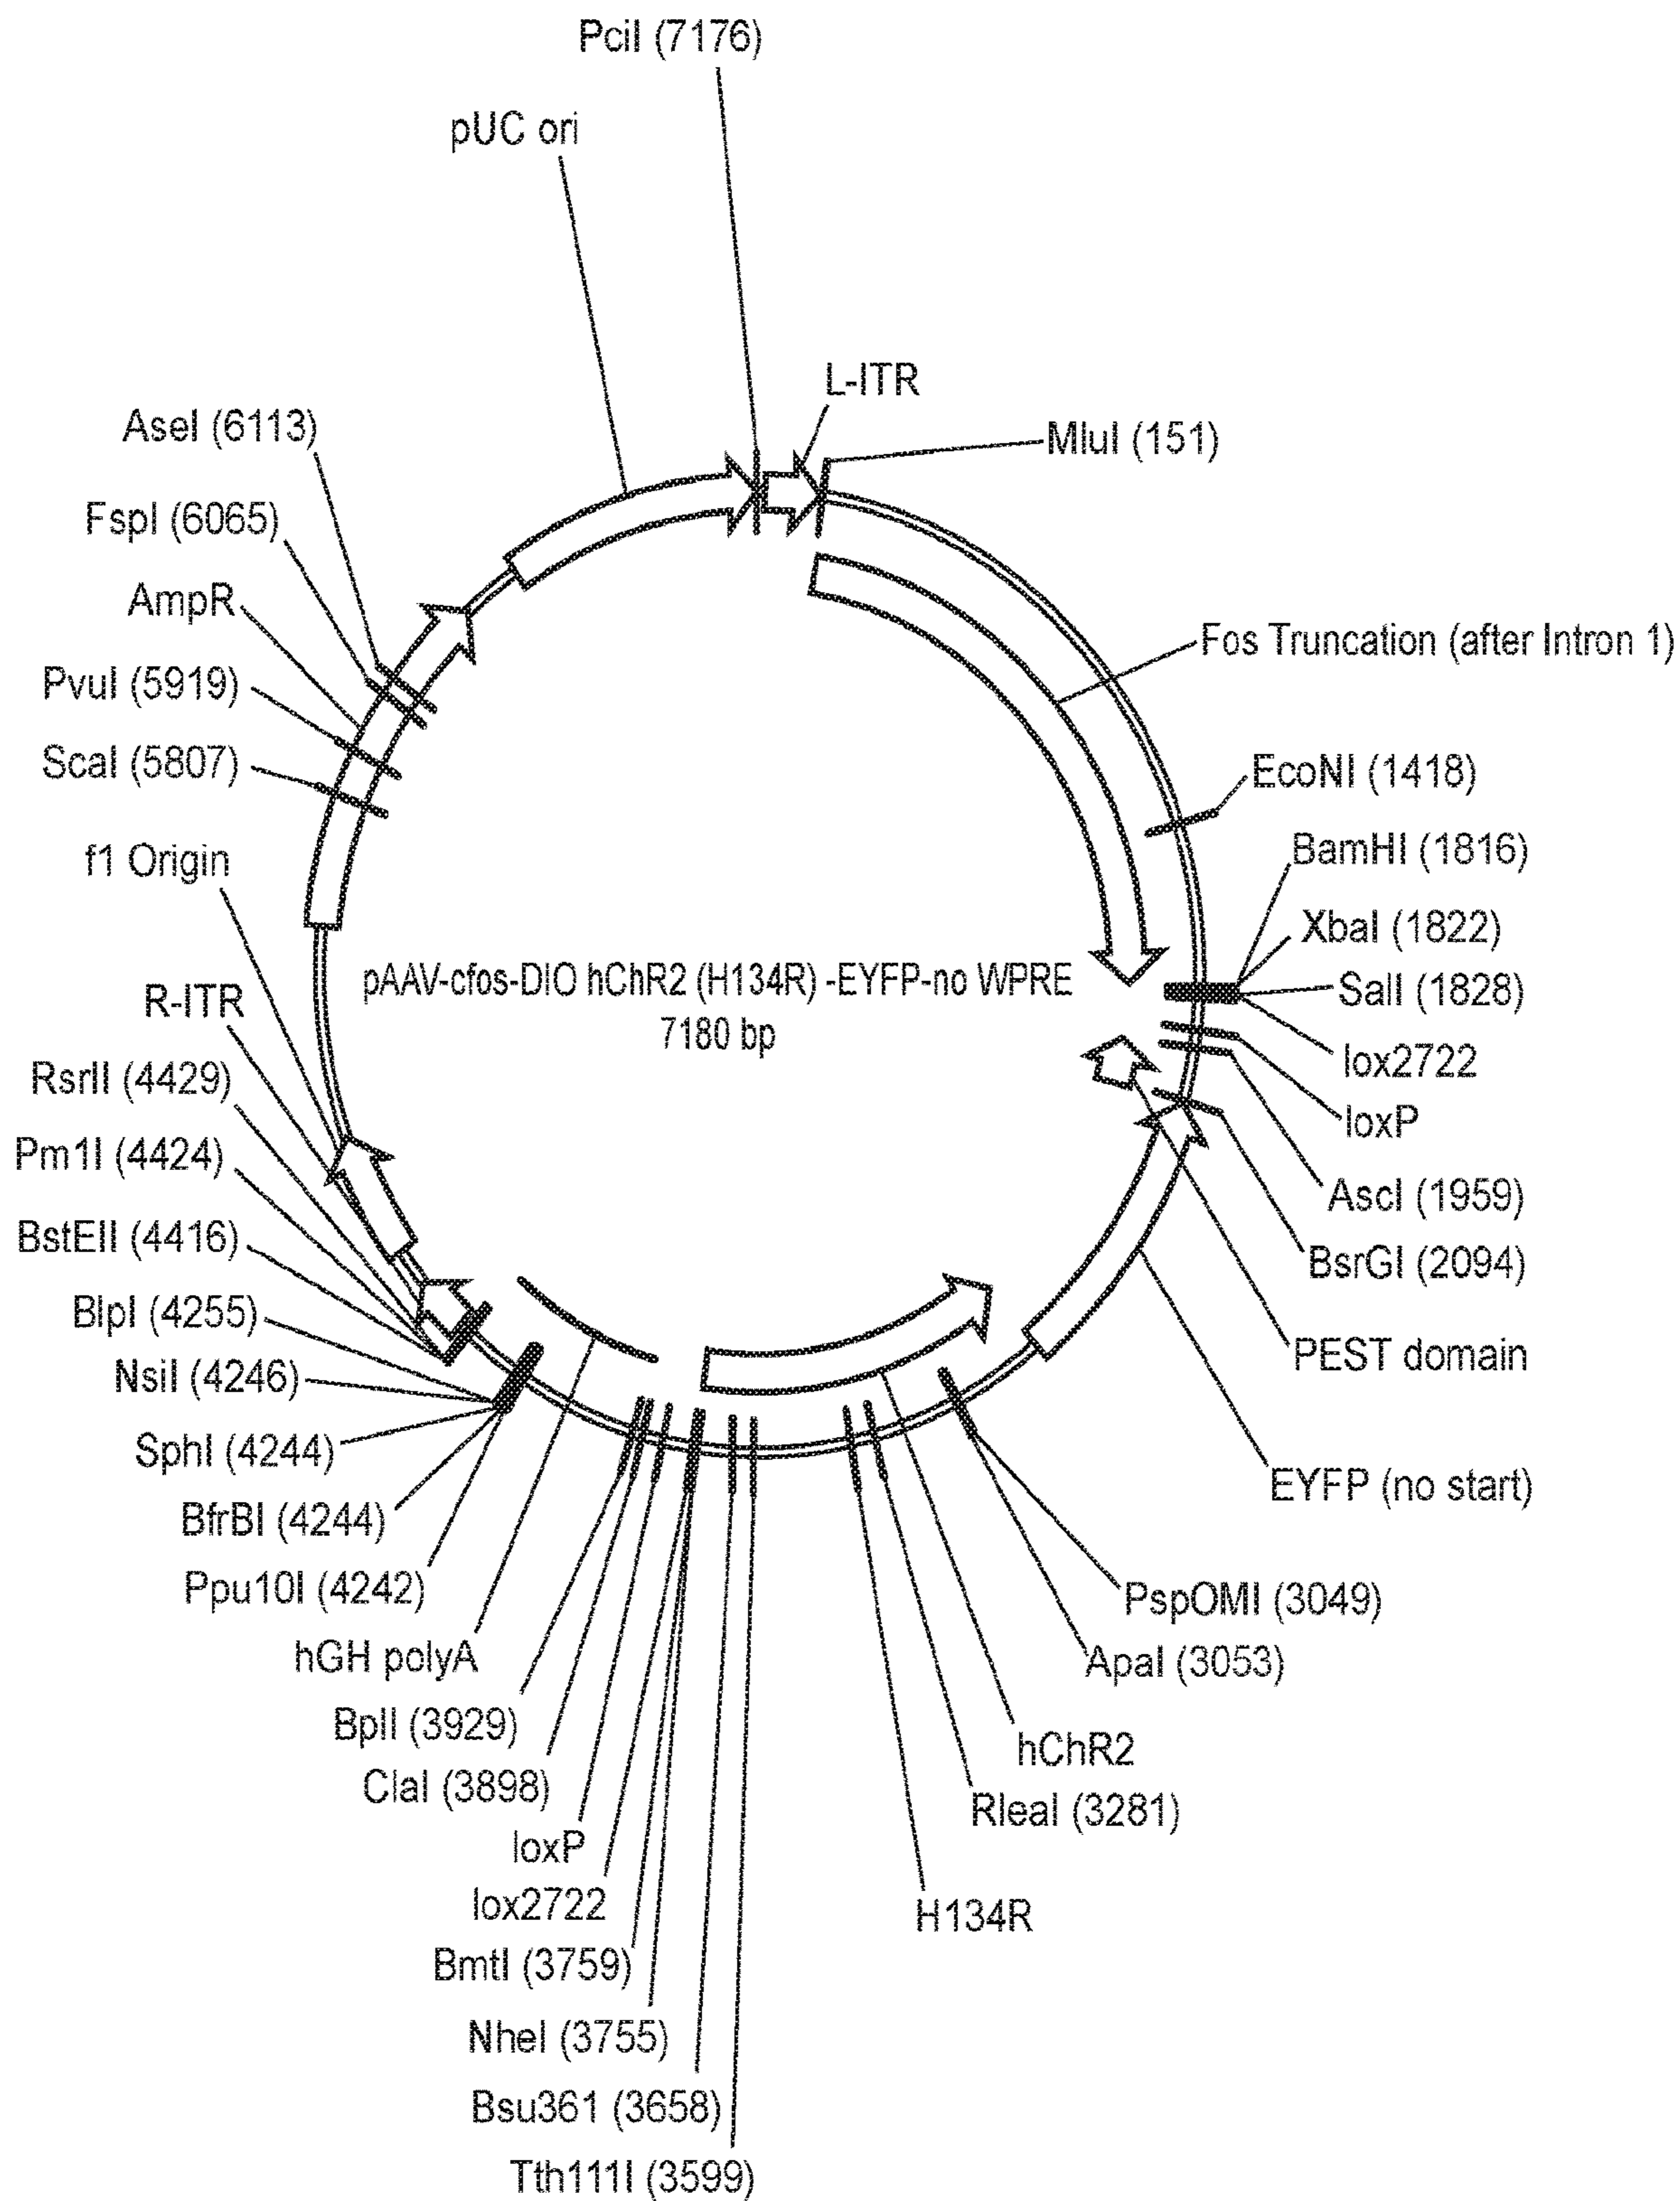 PciI (7176)
pUC ori
L-ITR
MluI (151)
AseI (6113)
FspI (6065)
AmpR
PvuI (5919)
ScaI (5807)
f1 Origin
R-ITR
RsrII (4429)
Pm1I (4424)
BstEII (4416)
BlpI (4255)
NsiI (4246)
SphI (4244)
BfrBI (4244)
Ppu10I (4242)
hGH polyA
BplI (3929)
ClaI (3898)
loxP
lox2722
BmtI (3759)
NheI (3755)
Bsu361 (3658)
Tth111I (3599)
Fos Truncation (after Intron 1)
EcoNI (1418)
BamHI (1816)
XbaI (1822)
SalI (1828)
lox2722
loxP
AscI (1959)
BsrGI (2094)
PEST domain
EYFP (no start)
PspOMI (3049)
ApaI (3053)
hChR2
RleaI (3281)
H134R
pAAV-cfos-DIO hChR2 (H134R) -EYFP-no WPRE
7180 bp